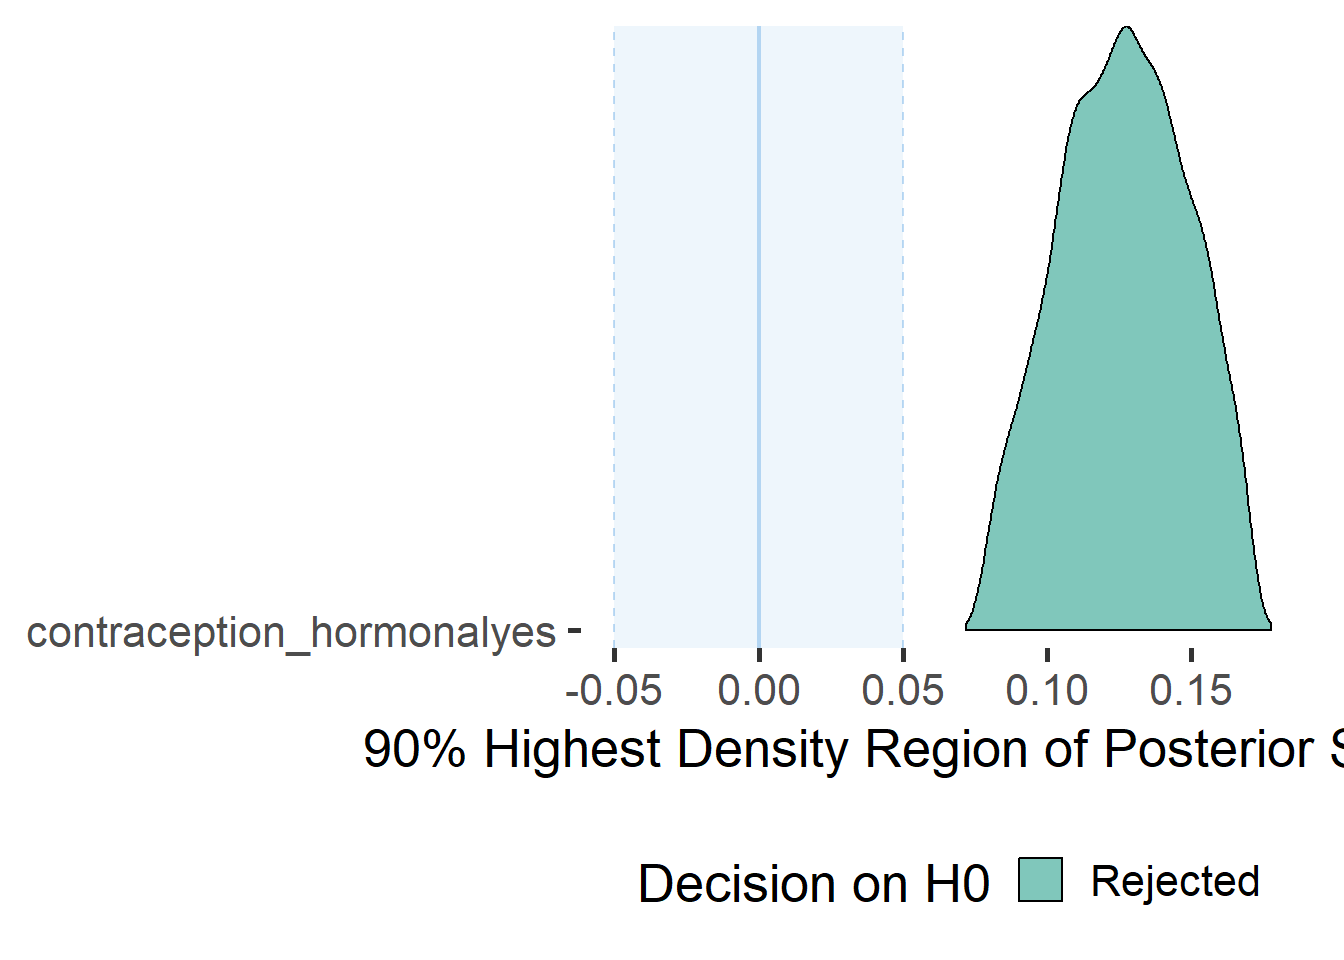 contraception_hormonalyes
-0.05 0.00 0.05 0.10 0.15
90% Highest Density Region of Posterior
Decision on H0 Rejected